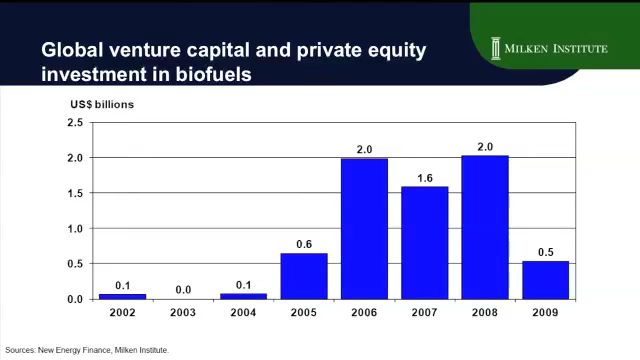 Global venture capital and private equity
investment in biofuels
MILKEN INSTITUTE
US$ billions
2.5
2.0
1.5
1.0
0.5
0.0
0.1
0.0
0.1
0.6
2.0
1.6
2.0
0.5
2002 2003 2004 2005 2006 2007 2008 2009
Sources: New Energy Finance, Milken Institute.